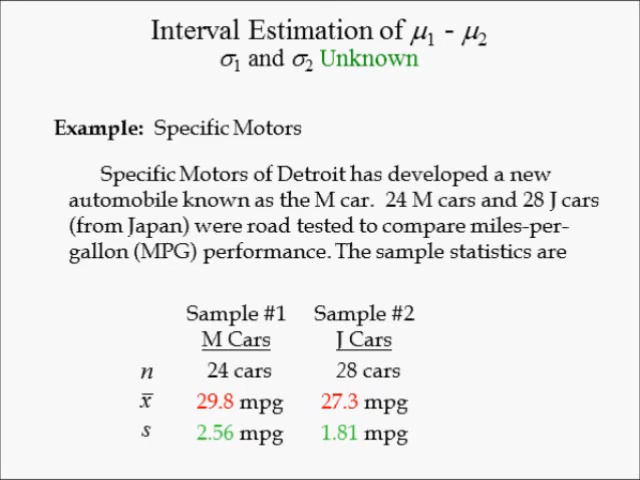 Interval Estimation of μ₁ - μ₂
σ₁ and σ₂ Unknown
Example: Specific Motors
Specific Motors of Detroit has developed a new
automobile known as the M car. 24 M cars and 28 J cars
(from Japan) were road tested to compare miles-per-
gallon (MPG) performance. The sample statistics are
Sample #1 Sample #2
M Cars J Cars
n 24 cars 28 cars
x̅ 29.8 mpg 27.3 mpg
s 2.56 mpg 1.81 mpg